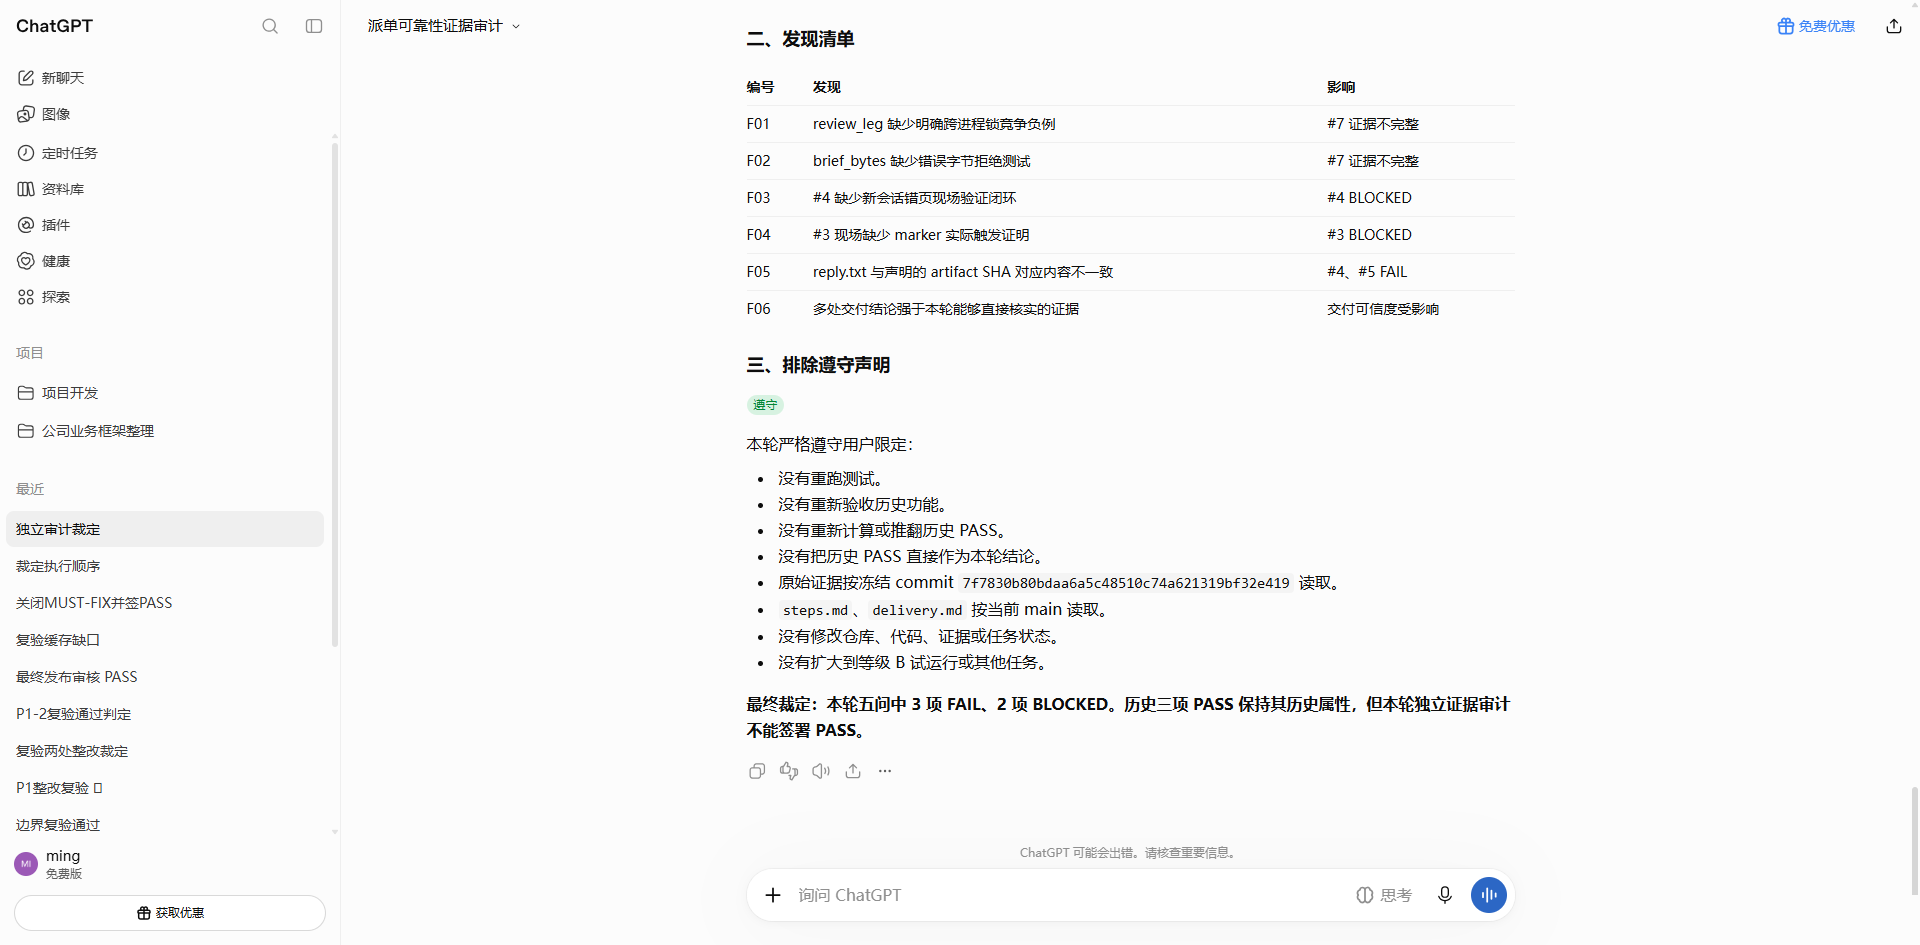 ChatGPT
新聊天
图像
定时任务
资料库
插件
健康
探索
项目
项目开发
公司业务框架整理
最近
独立审计裁定
裁定执行顺序
关闭MUST-FIX并签PASS
复验缓存缺口
最终发布审核 PASS
P1-2复验通过判定
复验两处整改裁定
P1整改复验
边界复验通过
MI
ming
免费版
获取优惠
派单可靠性证据审计
免费优惠
二、发现清单
编号 发现 影响
F01 review_leg 缺少明确跨进程锁竞争负例 #7 证据不完整
F02 brief_bytes 缺少错误字节拒绝测试 #7 证据不完整
F03 #4 缺少新会话错页现场验证闭环 #4 BLOCKED
F04 #3 现场缺少 marker 实际触发证明 #3 BLOCKED
F05 reply.txt 与声明的 artifact SHA 对应内容不一致 #4、#5 FAIL
F06 多处交付结论强于本轮能够直接核实的证据 交付可信度受影响
三、排除遵守声明
遵守
本轮严格遵守用户限定：
• 没有重跑测试。
• 没有重新验收历史功能。
• 没有重新计算或推翻历史 PASS。
• 没有把历史 PASS 直接作为本轮结论。
• 原始证据按冻结 commit 7f7830b80bdaa6a5c48510c74a621319bf32e419 读取。
• steps.md、delivery.md 按当前 main 读取。
• 没有修改仓库、代码、证据或任务状态。
• 没有扩大到等级 B 试运行或其他任务。
最终裁定：本轮五问中 3 项 FAIL、2 项 BLOCKED。历史三项 PASS 保持其历史属性，但本轮独立证据审计
不能签署 PASS。
ChatGPT 可能会出错。请核查重要信息。
询问 ChatGPT
思考